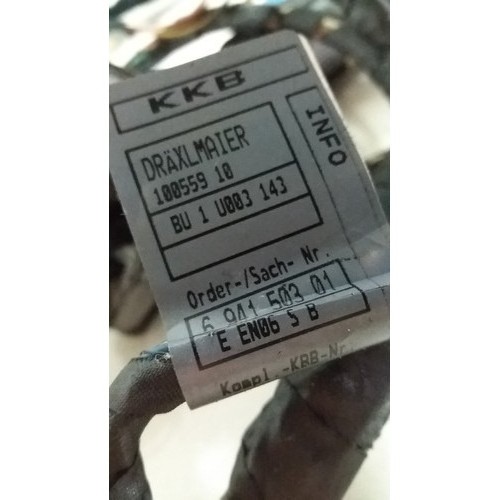 KKB
INFO
DRÄXLMAIER
100559 10
BU 1 U003 143
Order-/Sach- Nr.
6 941 503 01
E EN06 S B
Kompl.-KBB-Nr.